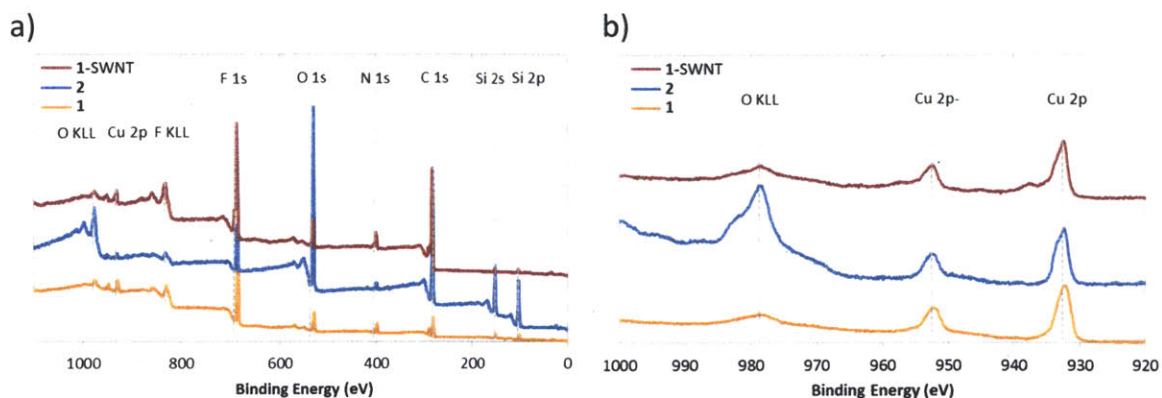 a)
1-SWNT
2
1
F 1s
O 1s
N 1s
C 1s
Si 2s
Si 2p
O KLL
Cu 2p
F KLL
1000
800
600
400
200
0
Binding Energy (eV)
b)
1-SWNT
2
1
O KLL
Cu 2p-
Cu 2p
1000
990
980
970
960
950
940
930
920
Binding Energy (eV)